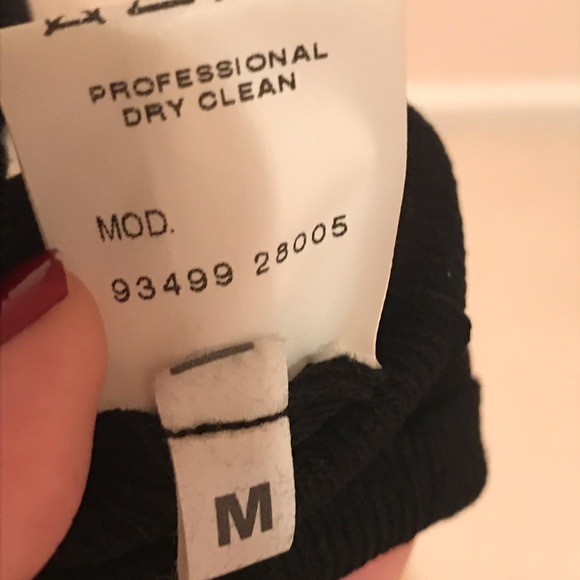 PROFESSIONAL
DRY CLEAN
MOD.
93499 28005
M